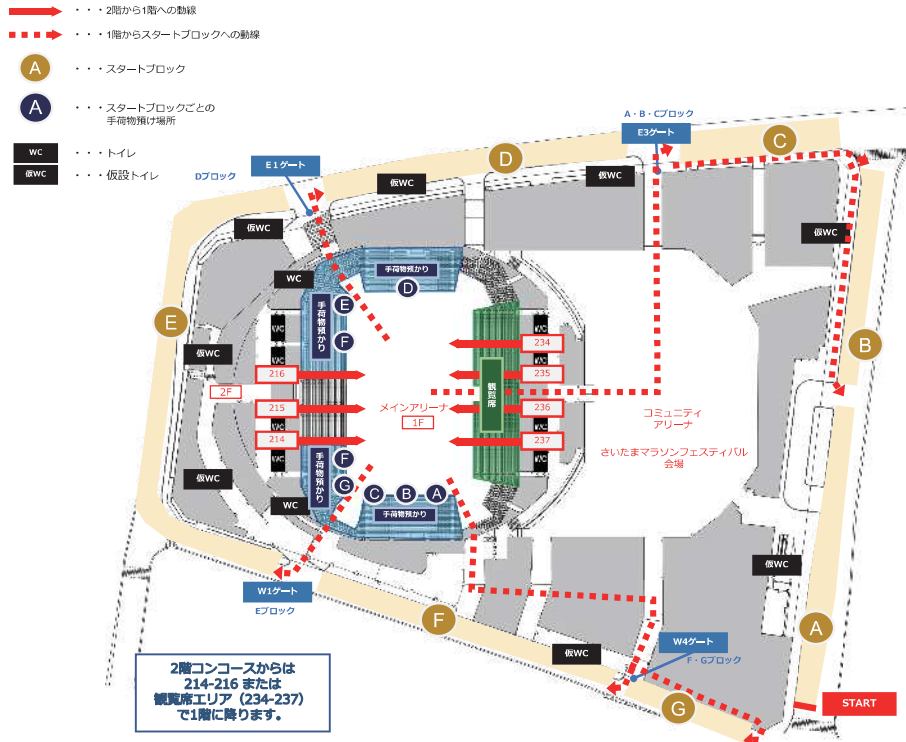 ・・・2階から1階への動線
・・・1階からスタートブロックへの動線
A
・・・スタートブロック
A
・・・スタートブロックごとの
手荷物預け場所
WC
・・・トイレ
仮WC
・・・仮設トイレ
A・B・Cブロック
E3ゲート
C
D
E1ゲート
Dブロック
仮WC
仮WC
仮WC
仮WC
WC
手荷物預かり
D
手荷物預かり
E
F
E
B
WC
WC
WC
WC
234
235
236
237
216
215
214
2F
仮WC
観覧席
メインアリーナ
1F
コミュニティ
アリーナ
さいたまマラソンフェスティバル
会場
WC
WC
WC
WC
手荷物預かり
F
G
C
B
A
手荷物預かり
仮WC
WC
仮WC
W1ゲート
Eブロック
F
A
仮WC
W4ゲート
F・Gブロック
G
START
2階コンコースからは
214-216 または
観覧席エリア（234-237）
で1階に降ります。